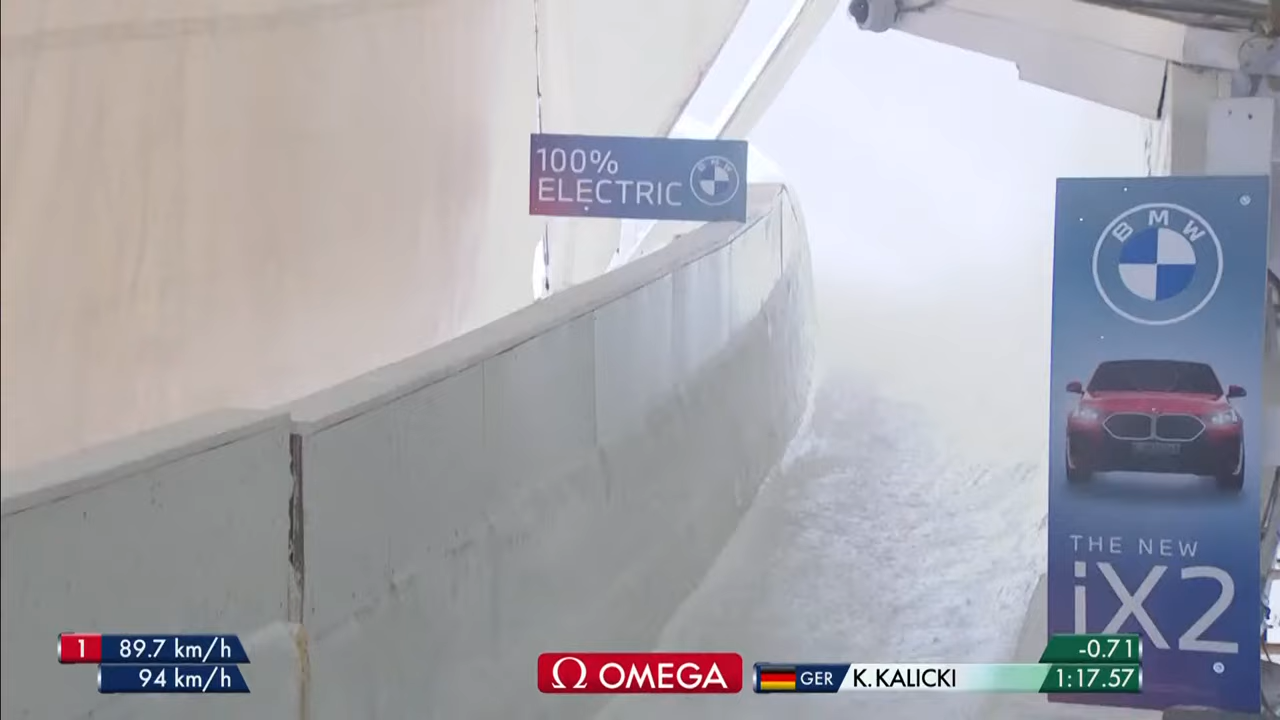 100%
ELECTRIC
BMW
BMW
THE NEW
iX2
1 89.7 km/h
94 km/h
Ω OMEGA
GER K. KALICKI
-0.71
1:17.57